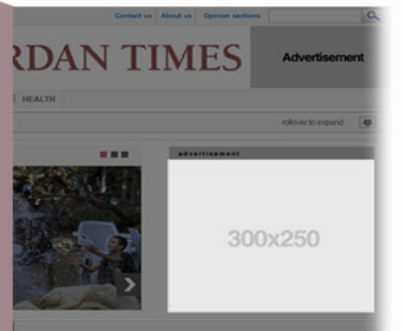 Contact us About us Opinion sections
RDAN TIMES
Advertisement
HEALTH
rollover to expand
advertisement
300x250